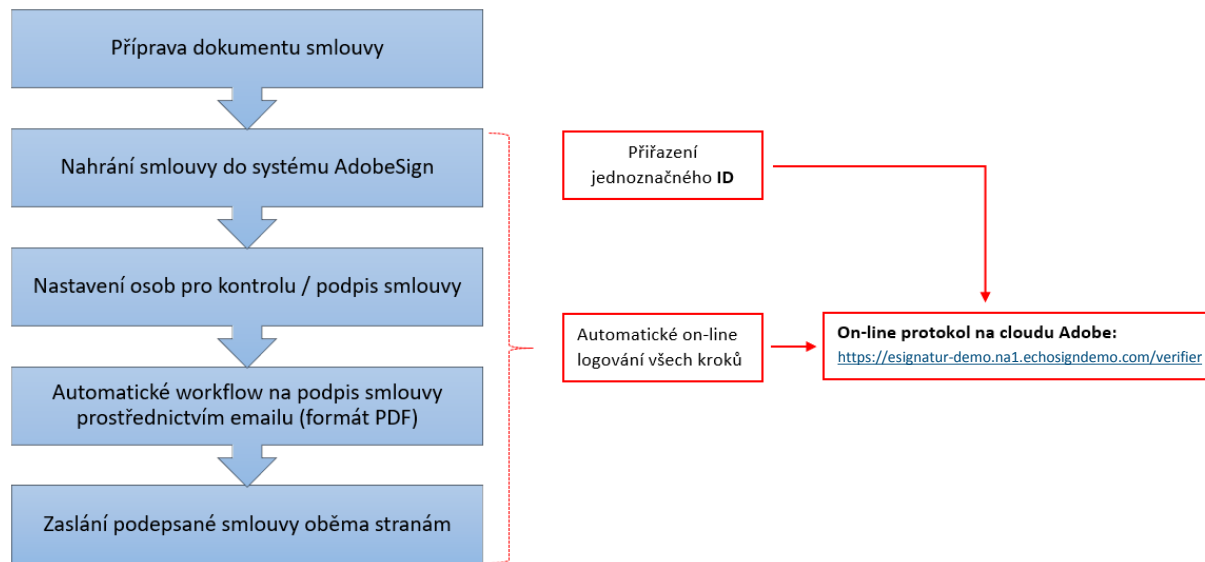 Příprava dokumentu smlouvy
Nahrání smlouvy do systému AdobeSign
Nastavení osob pro kontrolu / podpis smlouvy
Automatické workflow na podpis smlouvy
prostřednictvím emailu (formát PDF)
Zaslání podepsané smlouvy oběma stranám
Přiřazení
jednoznačného ID
Automatické on-line
logování všech kroků
On-line protokol na cloudu Adobe:
https://esignatur-demo.na1.echosigndemo.com/verifier